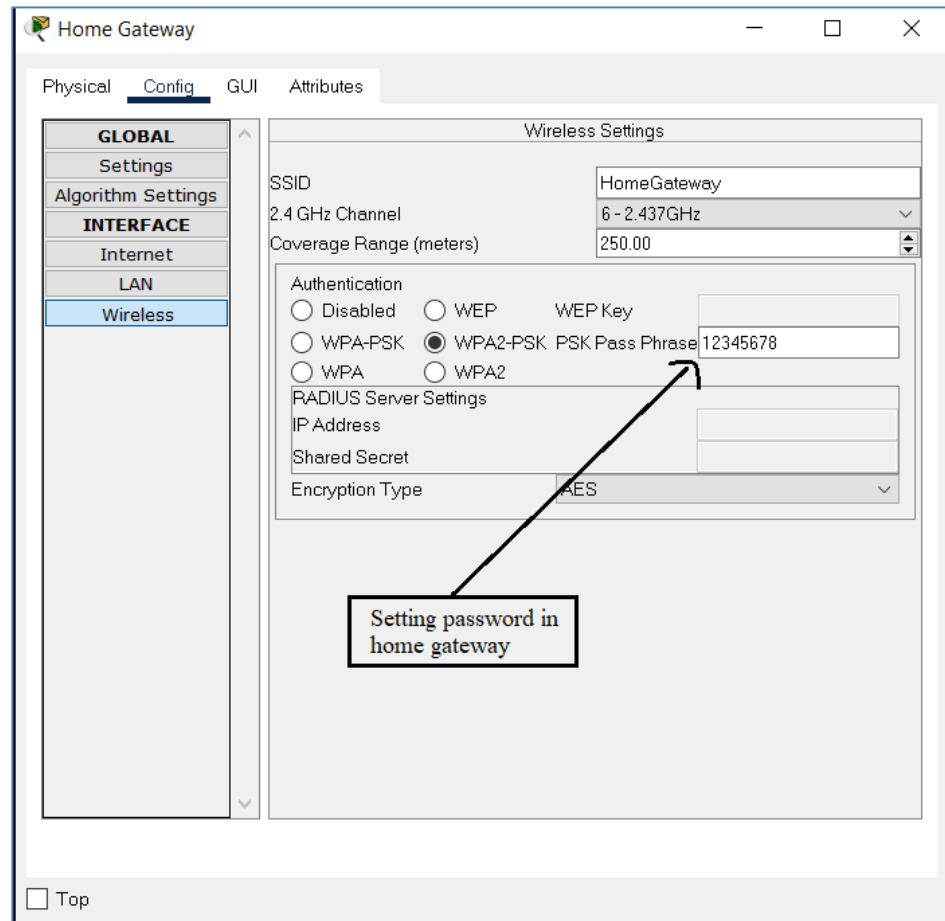 Home Gateway
Physical Config GUI Attributes
GLOBAL
Settings
Algorithm Settings
INTERFACE
Internet
LAN
Wireless
Wireless Settings
SSID HomeGateway
2.4 GHz Channel 6 - 2.437GHz
Coverage Range (meters) 250.00
Authentication
Disabled WEP WEP Key
WPA-PSK WPA2-PSK PSK Pass Phrase 12345678
WPA WPA2
RADIUS Server Settings
IP Address
Shared Secret
Encryption Type AES
Setting password in
home gateway
Top